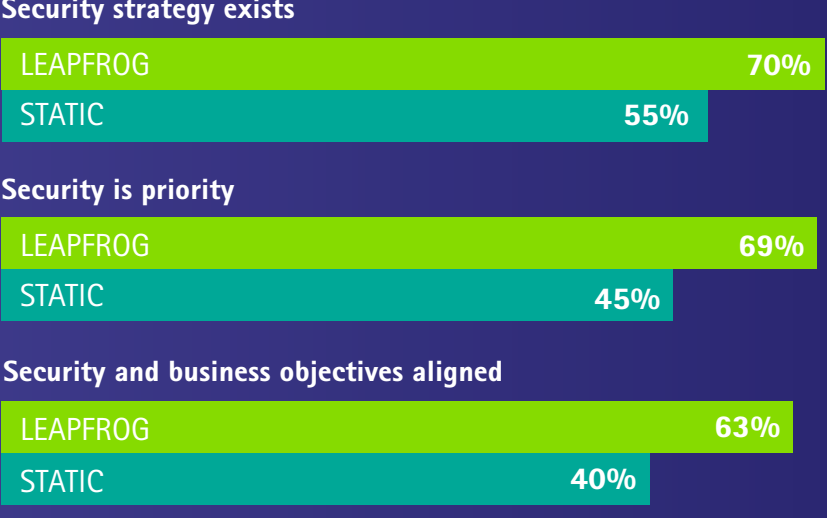 Security strategy exists
LEAPFROG 70%
STATIC 55%
Security is priority
LEAPFROG 69%
STATIC 45%
Security and business objectives aligned
LEAPFROG 63%
STATIC 40%